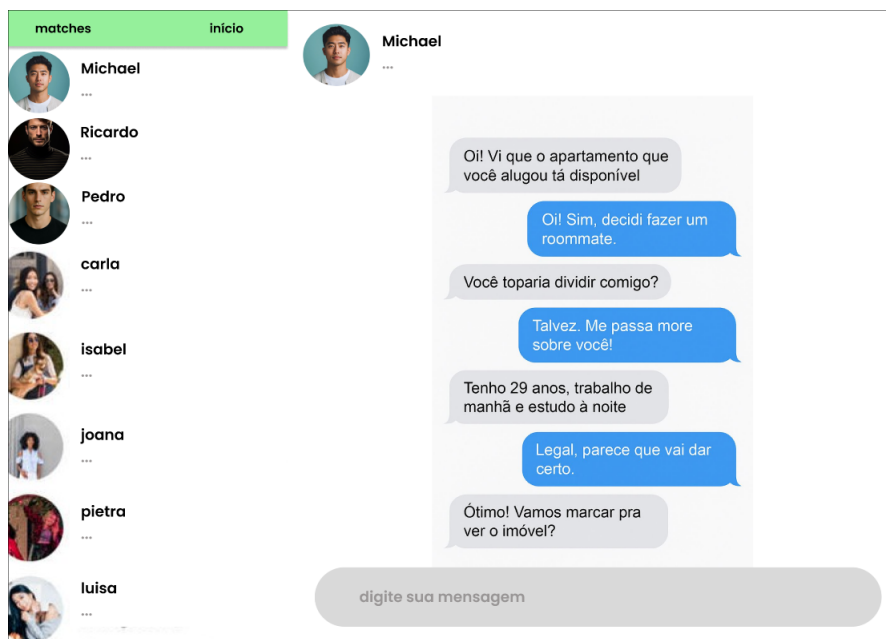 matches início
Michael
...
Ricardo
...
Pedro
...
carla
...
isabel
...
joana
...
pietra
...
luisa
...
Michael
...
Oi! Vi que o apartamento que
você alugou tá disponível
Oi! Sim, decidi fazer um
roommate.
Você toparia dividir comigo?
Talvez. Me passa more
sobre você!
Tenho 29 anos, trabalho de
manhã e estudo à noite
Legal, parece que vai dar
certo.
Ótimo! Vamos marcar pra
ver o imóvel?
digite sua mensagem